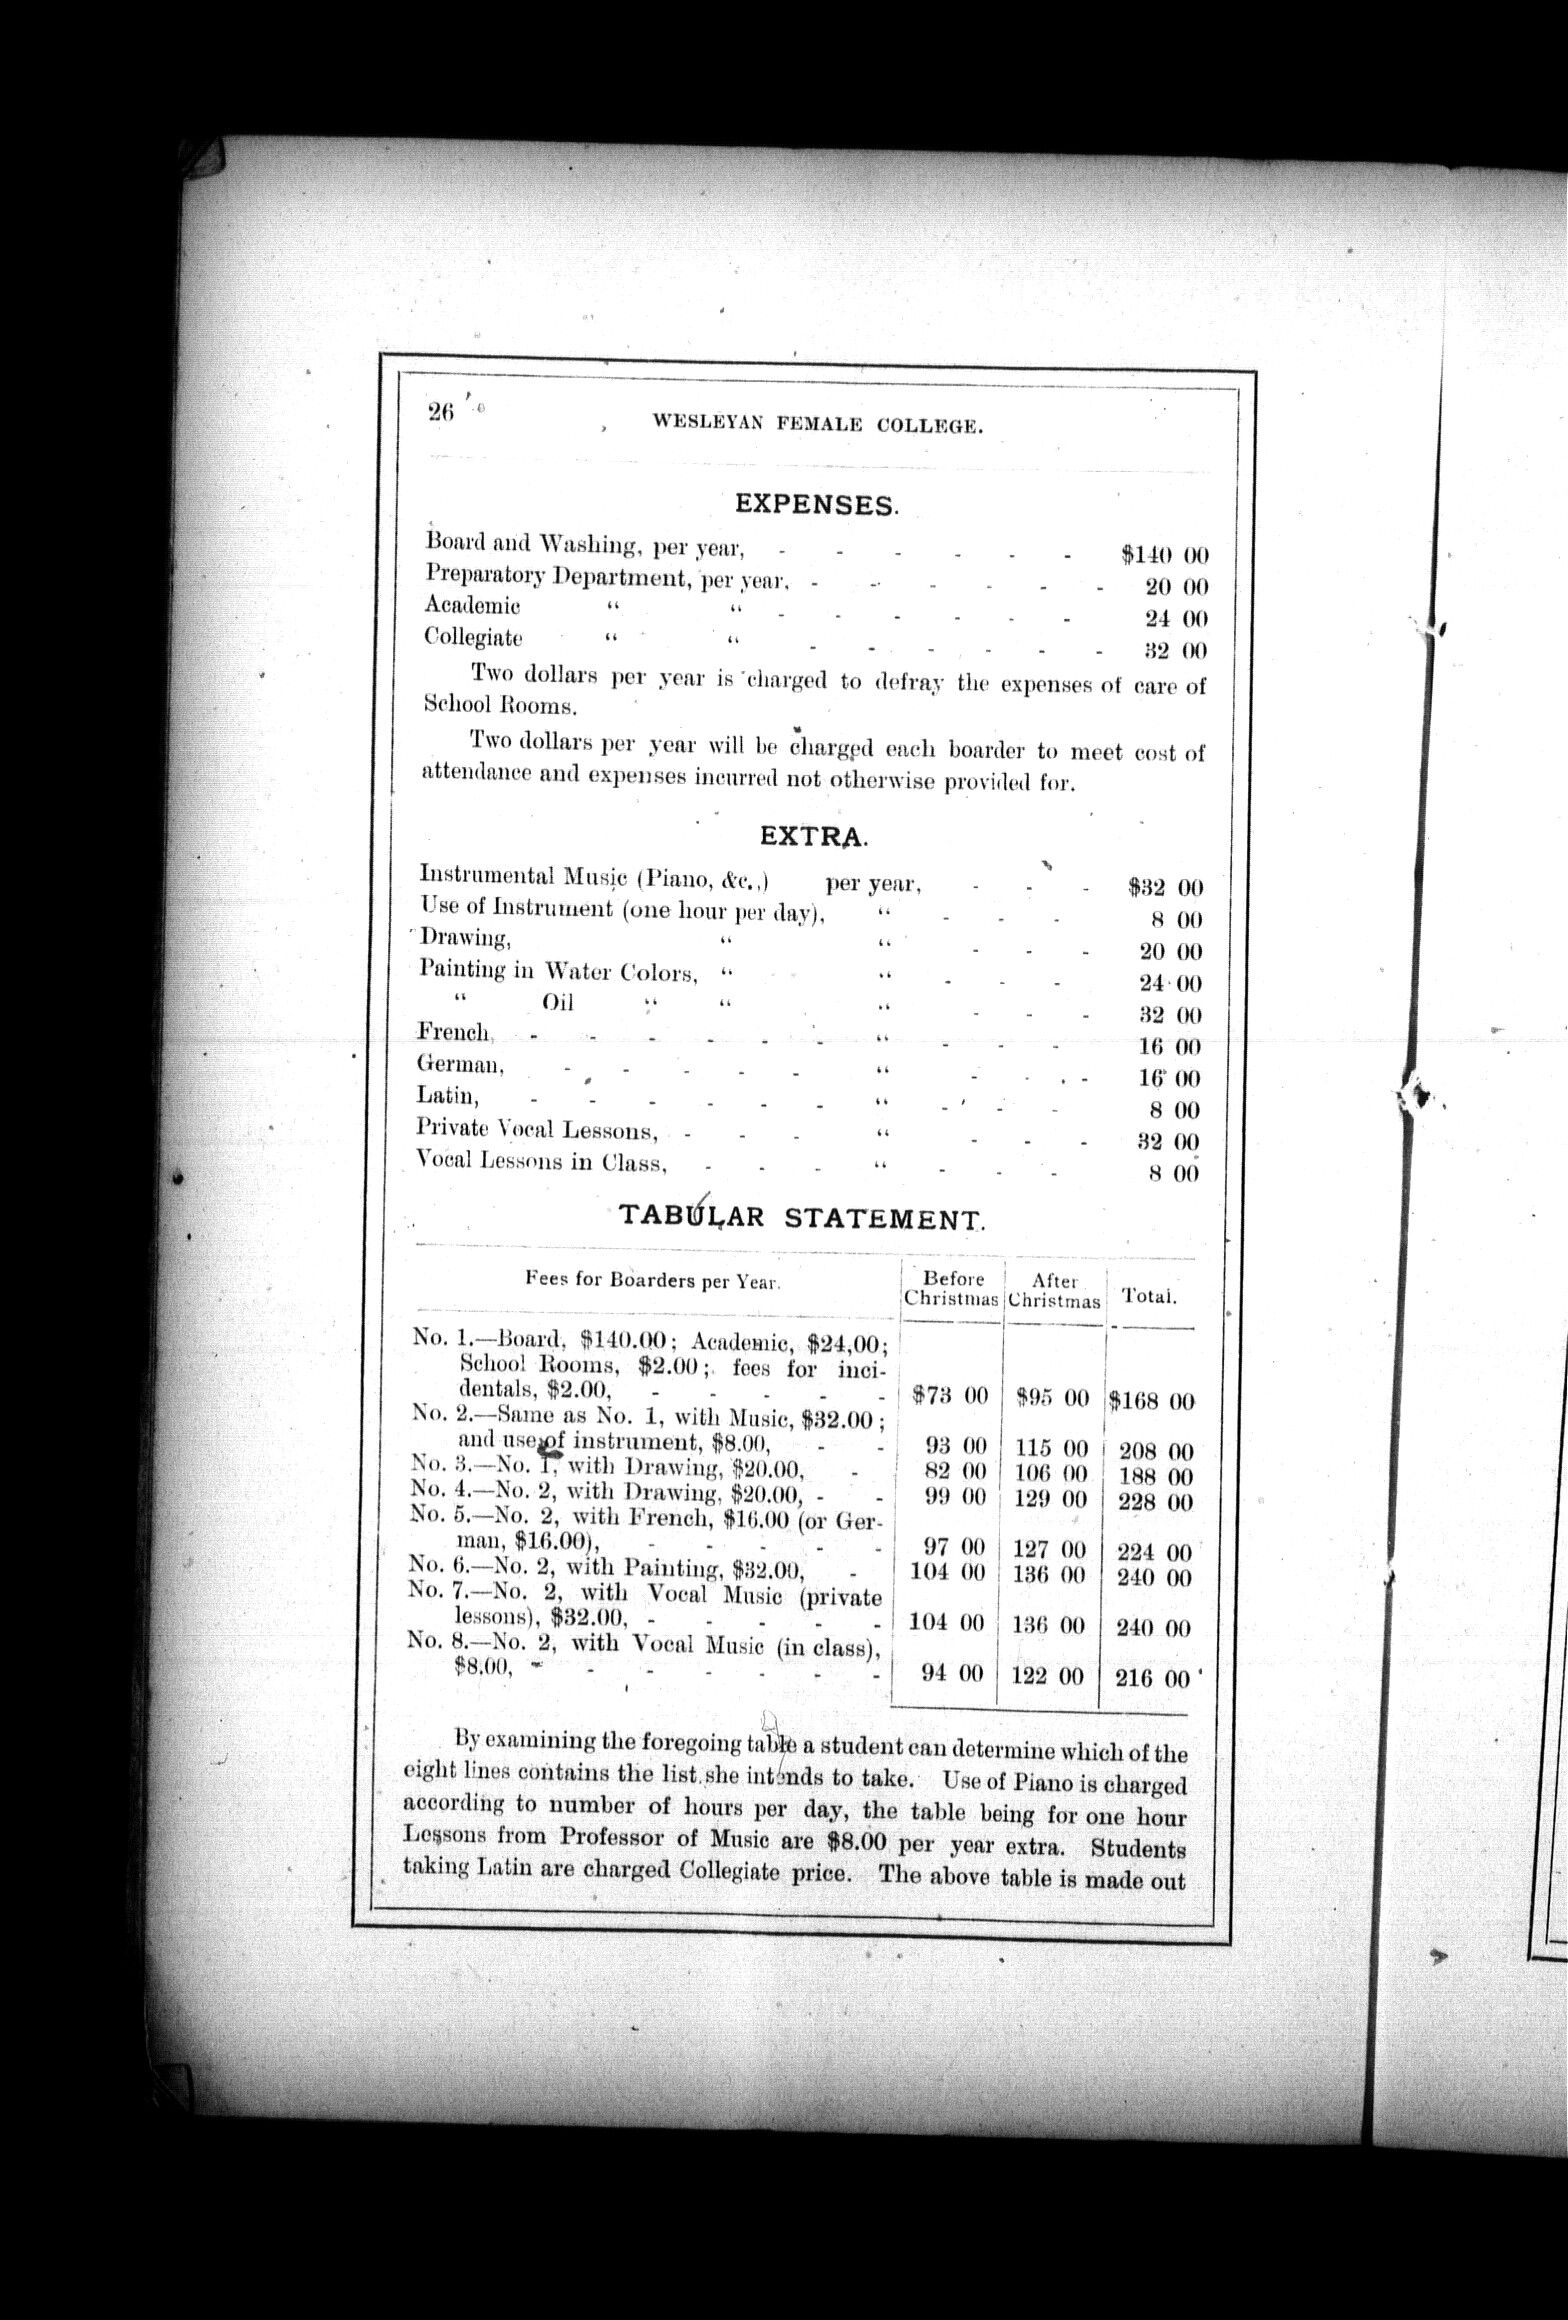 26
WESLEYAN FEMALE COLLEGE.
EXPENSES.
Board and Washing, per year, - - - - - - $140 00
Preparatory Department, per year, - - - - - - 20 00
Academic “ “ - - - - - - 24 00
Collegiate “ “ - - - - - - 32 00
Two dollars per year is charged to defray the expenses of care of
School Rooms.
Two dollars per year will be charged each boarder to meet cost of
attendance and expenses incurred not otherwise provided for.
EXTRA.
Instrumental Music (Piano, &c.,) per year, - - - $32 00
Use of Instrument (one hour per day), “ - - - 8 00
Drawing, “ “ - - - 20 00
Painting in Water Colors, “ “ - - - 24 00
“ Oil “ “ “ - - - 32 00
French, - - - - - - “ - - - 16 00
German, - - - - - “ - - - 16 00
Latin, - - - - - - “ - - - 8 00
Private Vocal Lessons, - - - “ - - - 32 00
Vocal Lessons in Class, - - - “ - - - 8 00
TABULAR STATEMENT.
Fees for Boarders per Year. Before Christmas After Christmas Total.
No. 1.—Board, $140.00; Academic, $24,00;
School Rooms, $2.00; fees for inci-
dentals, $2.00, - - - - - $73 00 $95 00 $168 00
No. 2.—Same as No. 1, with Music, $32.00;
and use of instrument, $8.00, - - 93 00 115 00 208 00
No. 3.—No. 1, with Drawing, $20.00, - 82 00 106 00 188 00
No. 4.—No. 2, with Drawing, $20.00, - - 99 00 129 00 228 00
No. 5.—No. 2, with French, $16.00 (or Ger-
man, $16.00), - - - - - 97 00 127 00 224 00
No. 6.—No. 2, with Painting, $32.00, - 104 00 136 00 240 00
No. 7.—No. 2, with Vocal Music (private
lessons), $32.00, - - - - - 104 00 136 00 240 00
No. 8.—No. 2, with Vocal Music (in class),
$8.00, - - - - - - - 94 00 122 00 216 00
By examining the foregoing table a student can determine which of the
eight lines contains the list she intends to take. Use of Piano is charged
according to number of hours per day, the table being for one hour
Lessons from Professor of Music are $8.00 per year extra. Students
taking Latin are charged Collegiate price. The above table is made out